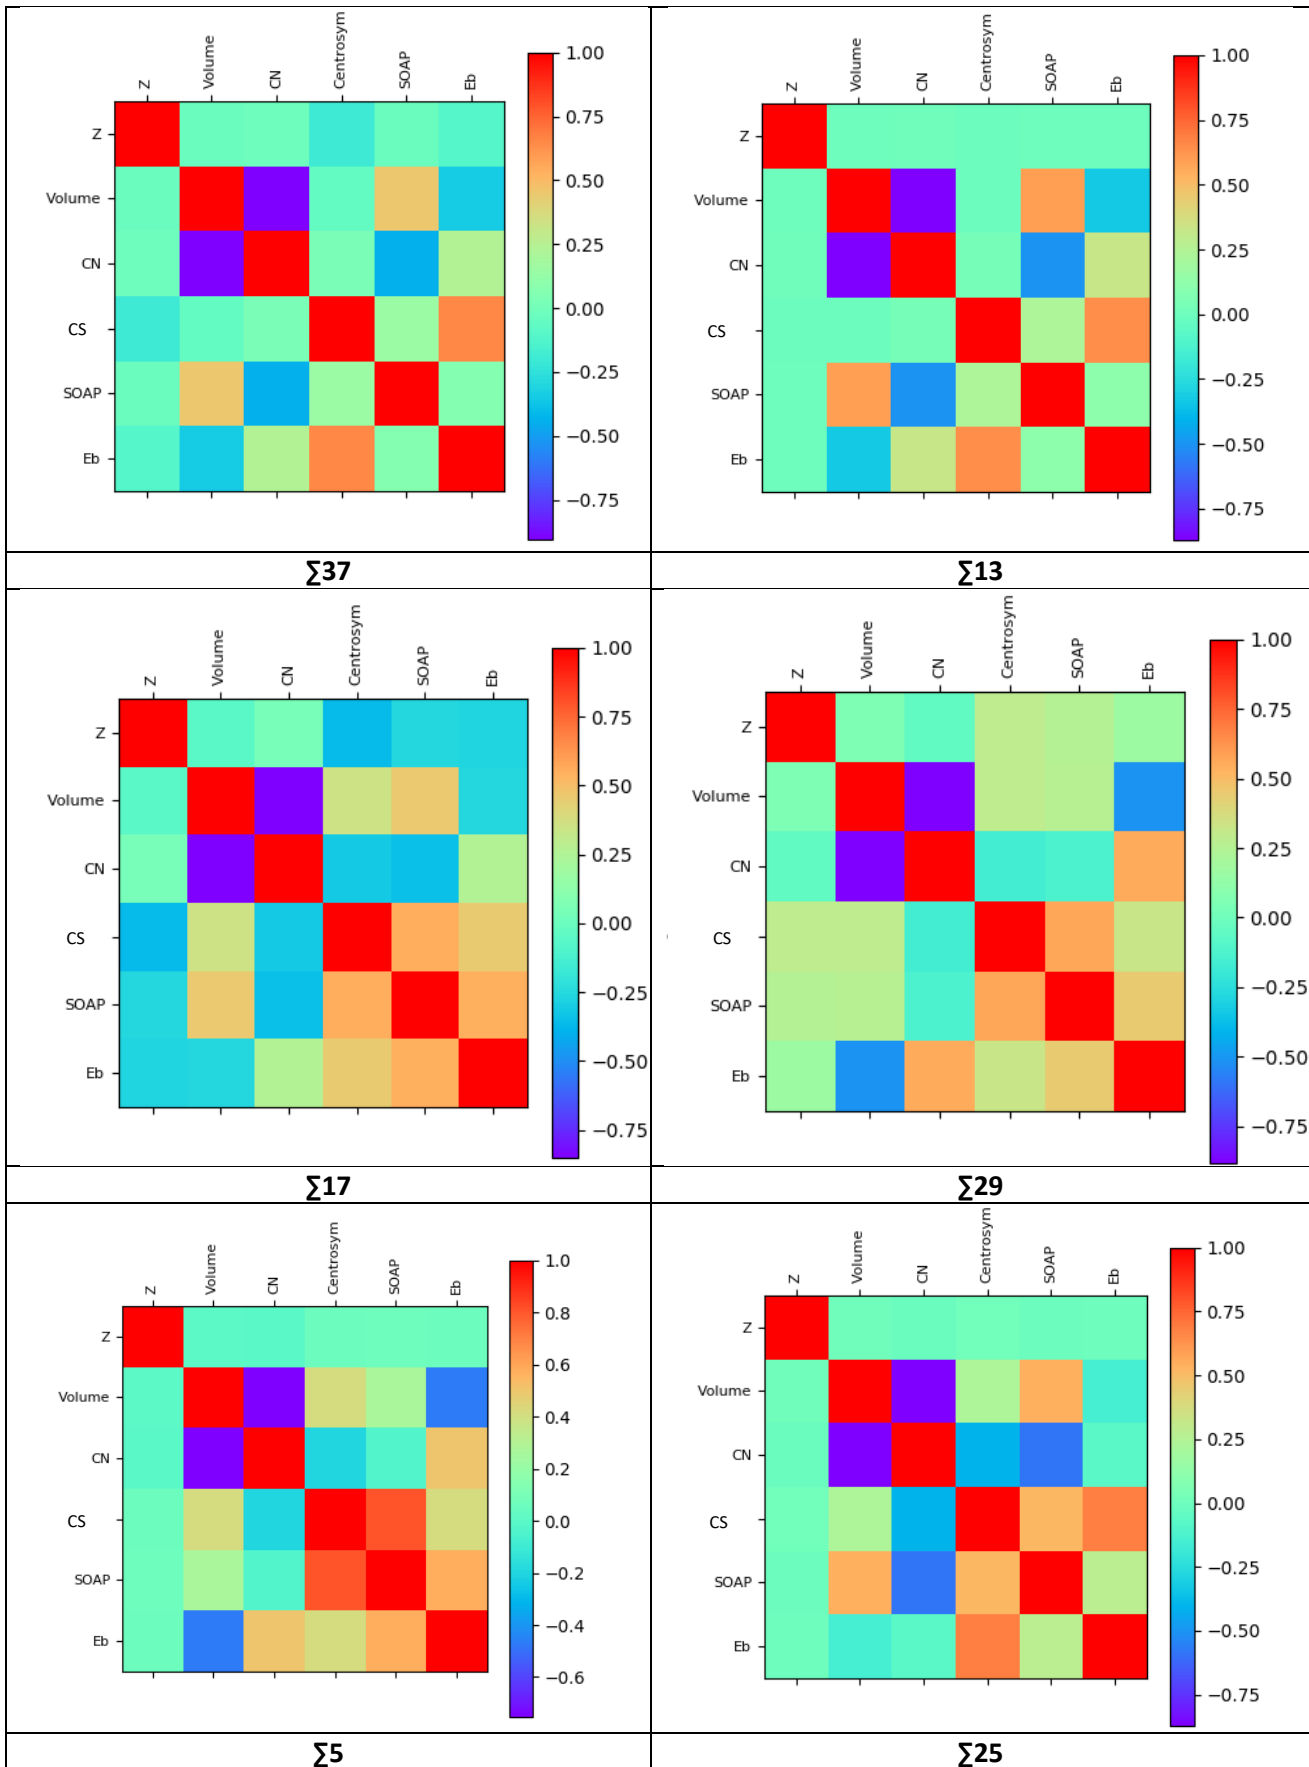 Z Volume CN Centrosym SOAP Eb
Z
Volume
CN
CS
SOAP
Eb
1.00
0.75
0.50
0.25
0.00
−0.25
−0.50
−0.75
∑37
Z Volume CN Centrosym SOAP Eb
Z
Volume
CN
CS
SOAP
Eb
1.00
0.75
0.50
0.25
0.00
−0.25
−0.50
−0.75
∑13
Z Volume CN Centrosym SOAP Eb
Z
Volume
CN
CS
SOAP
Eb
1.00
0.75
0.50
0.25
0.00
−0.25
−0.50
−0.75
∑17
Z Volume CN Centrosym SOAP Eb
Z
Volume
CN
CS
SOAP
Eb
1.00
0.75
0.50
0.25
0.00
−0.25
−0.50
−0.75
∑29
Z Volume CN Centrosym SOAP Eb
Z
Volume
CN
CS
SOAP
Eb
1.0
0.8
0.6
0.4
0.2
0.0
−0.2
−0.4
−0.6
∑5
Z Volume CN Centrosym SOAP Eb
Z
Volume
CN
CS
SOAP
Eb
1.00
0.75
0.50
0.25
0.00
−0.25
−0.50
−0.75
∑25